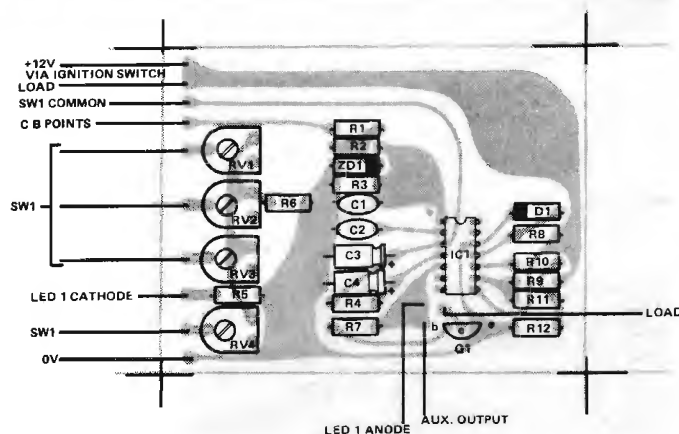 +12V
VIA IGNITION SWITCH
LOAD
SW1 COMMON
C B POINTS
SW1
LED 1 CATHODE
SW1
0V
RV1
RV2
RV3
RV4
R6
R5
R1
R2
ZD1
R3
C1
C2
C3
+
C4
+
R4
R7
IC1
D1
R8
R10
R9
R11
R12
LOAD
b
Q1
LED 1 ANODE
AUX. OUTPUT